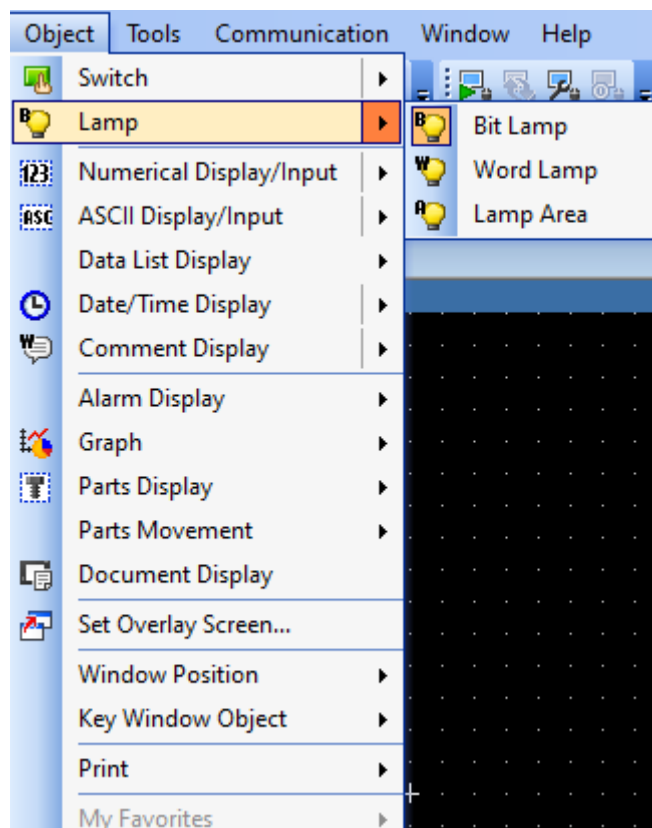 Object Tools Communication Window Help
Switch
B Lamp
B Bit Lamp
W Word Lamp
A Lamp Area
123 Numerical Display/Input
ASC ASCII Display/Input
Data List Display
Date/Time Display
W Comment Display
Alarm Display
Graph
Parts Display
Parts Movement
Document Display
Set Overlay Screen...
Window Position
Key Window Object
Print
My Favorites